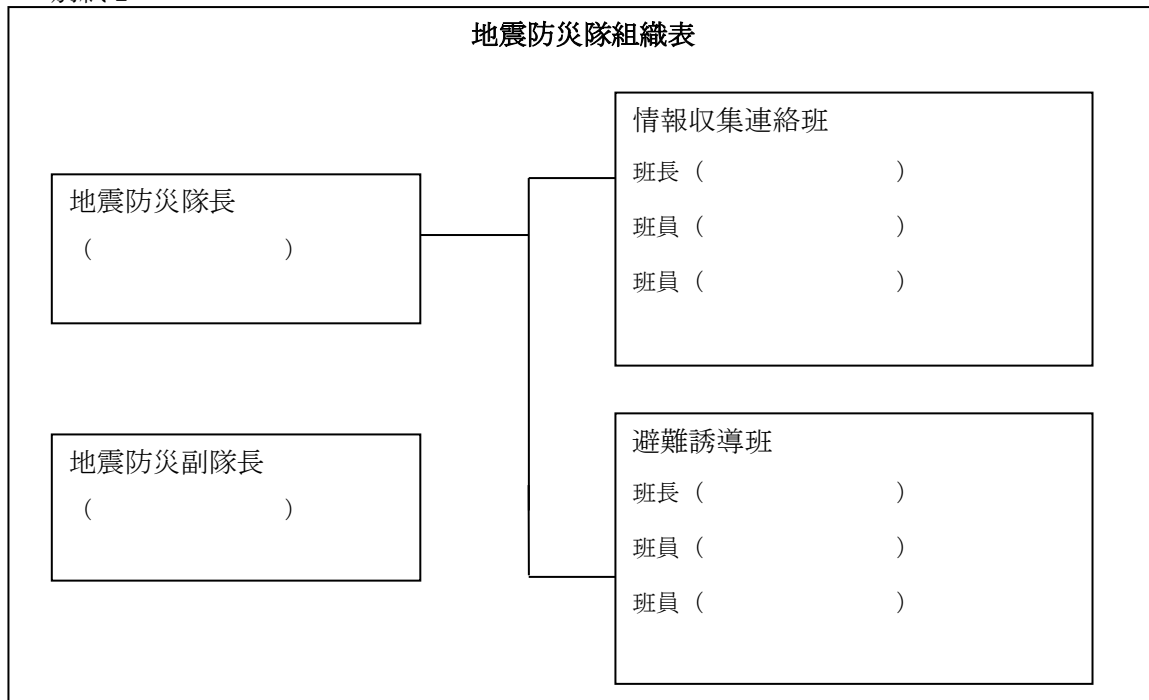 地震防災隊組織表
地震防災隊長
（　　　　　　　　　）
地震防災副隊長
（　　　　　　　　　）
情報収集連絡班
班長（　　　　　　　　　）
班員（　　　　　　　　　）
班員（　　　　　　　　　）
避難誘導班
班長（　　　　　　　　　）
班員（　　　　　　　　　）
班員（　　　　　　　　　）